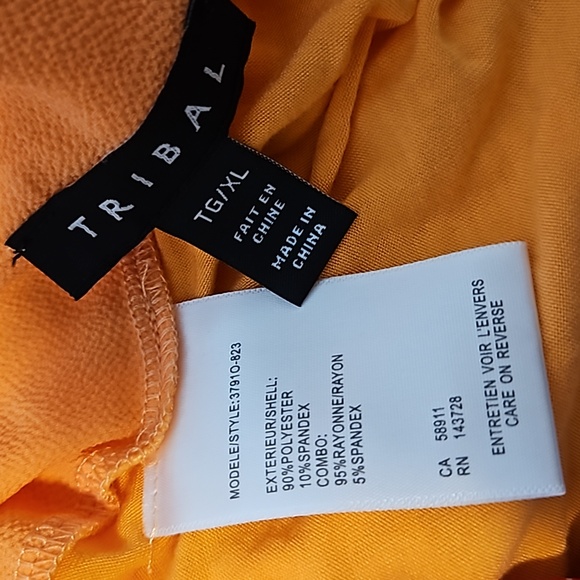 TRIBAL
TG/XL
FAIT EN
CHINE
MADE IN
CHINA
MODELE/STYLE:3791O-823
EXTERIEUR/SHELL:
90%POLYESTER
10%SPANDEX
COMBO:
95%RAYONNE/RAYON
5%SPANDEX
CA 58911
RN 143728
ENTRETIEN VOIR L'ENVERS
CARE ON REVERSE